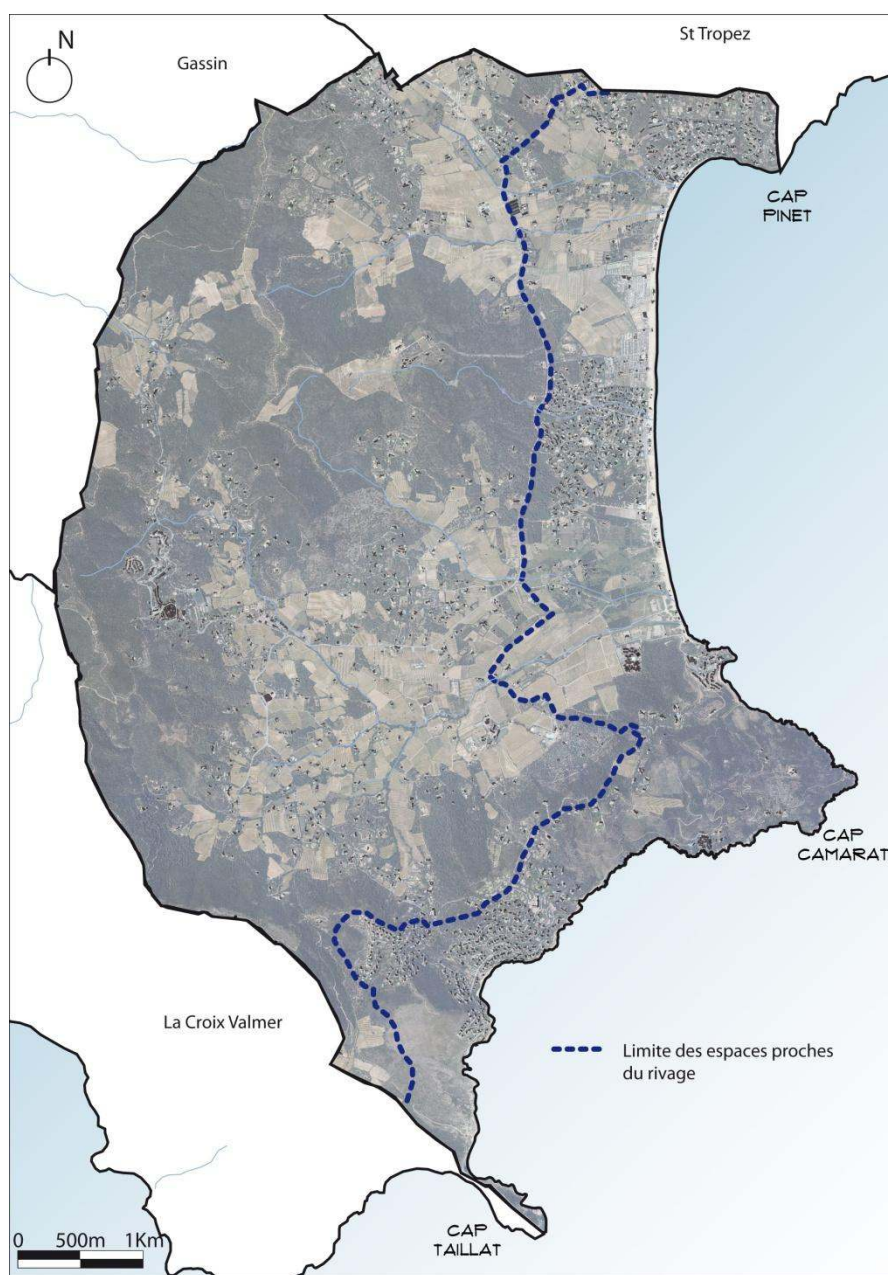 St Tropez
N
Gassin
CAP
PINET
CAP
CAMARAT
La Croix Valmer
Limite des espaces proches
du rivage
CAP
TAILLAT
0 500m 1Km